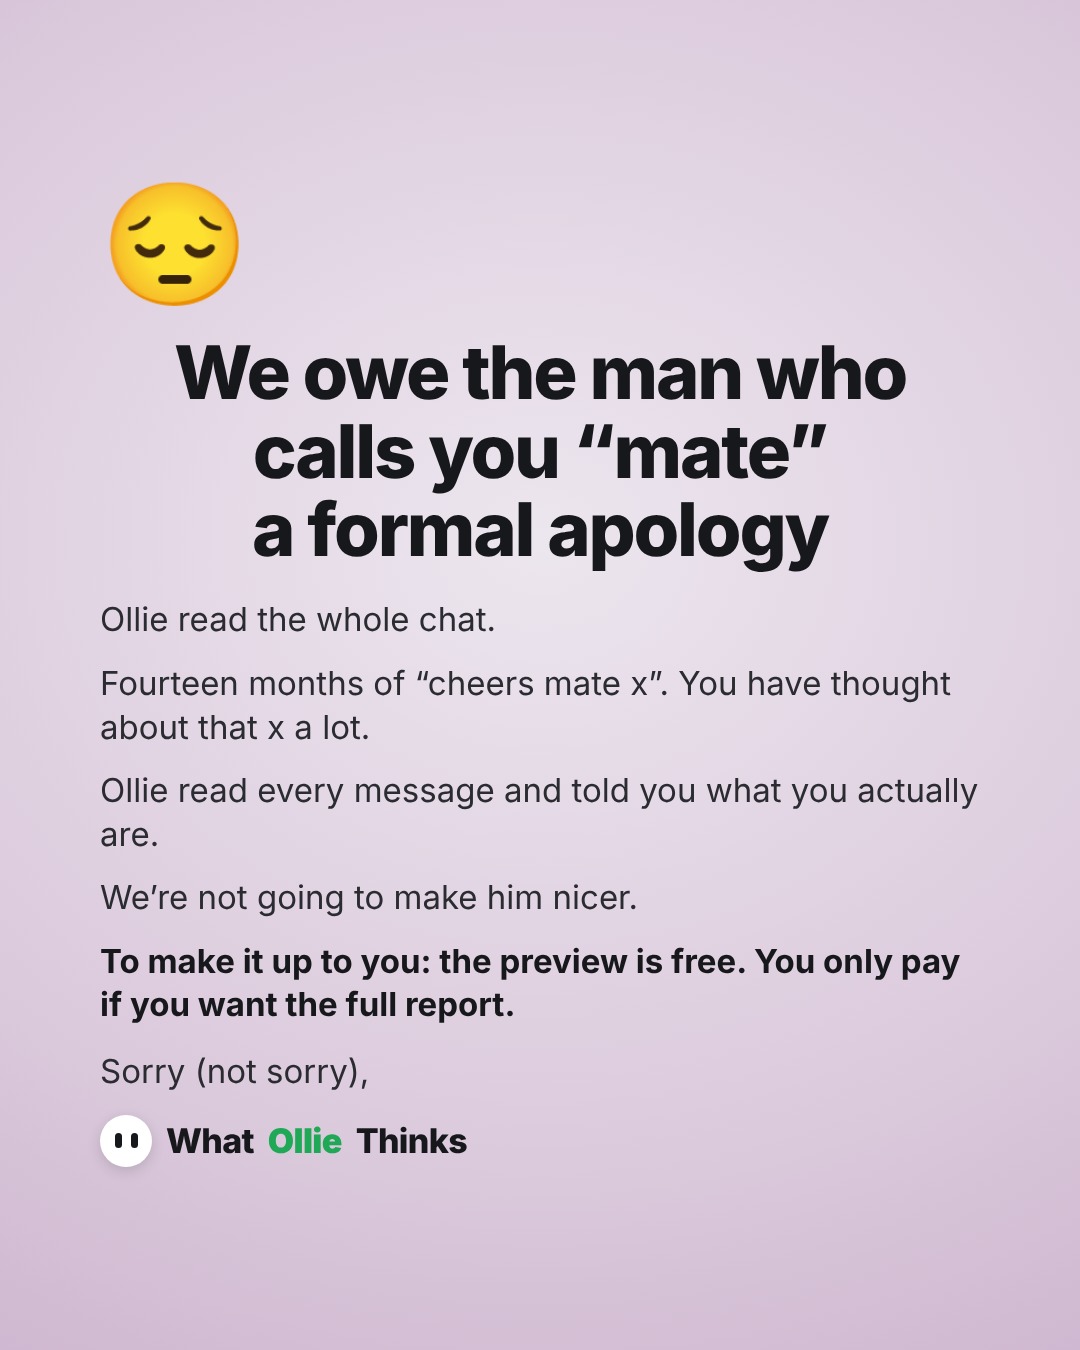 We owe the man who
calls you “mate”
a formal apology
Ollie read the whole chat.
Fourteen months of “cheers mate x”. You have thought
about that x a lot.
Ollie read every message and told you what you actually
are.
We’re not going to make him nicer.
To make it up to you: the preview is free. You only pay
if you want the full report.
Sorry (not sorry),
What Ollie Thinks